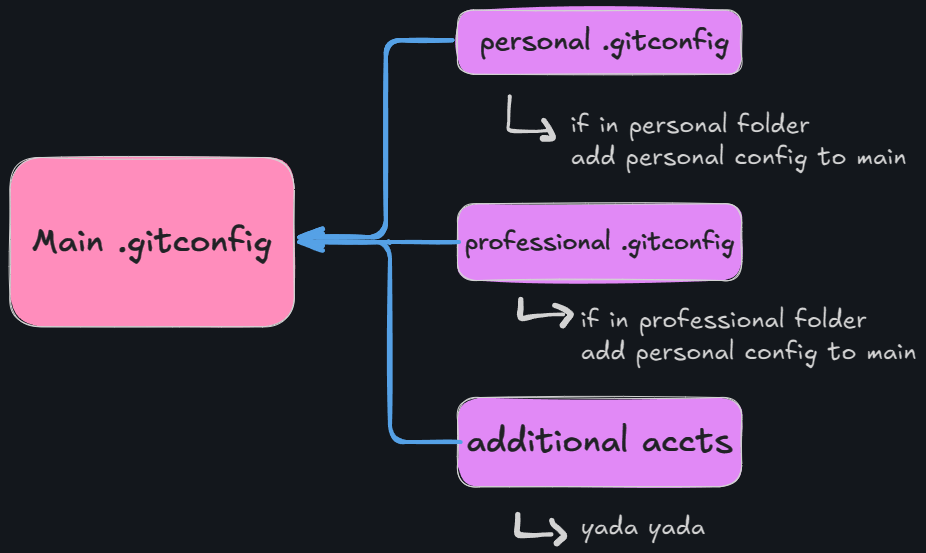 personal .gitconfig
if in personal folder
add personal config to main
Main .gitconfig
professional .gitconfig
if in professional folder
add personal config to main
additional accts
yada yada